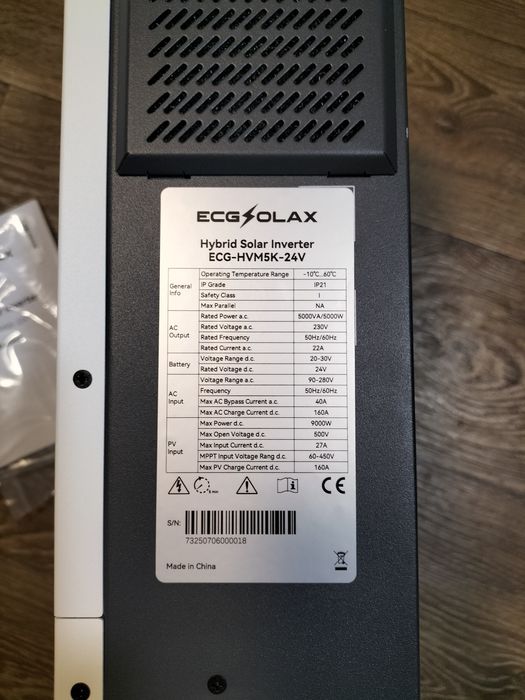 ECGSOLAX
Hybrid Solar Inverter
ECG-HVM5K-24V
General Info
Operating Temperature Range -10℃...60℃
IP Grade IP21
Safety Class I
Max Parallel NA
AC Output
Rated Power a.c. 5000VA/5000W
Rated Voltage a.c. 230V
Rated Frequency 50Hz/60Hz
Rated Current a.c. 22A
Battery
Voltage Range d.c. 20-30V
Rated Voltage d.c. 24V
AC Input
Voltage Range a.c. 90-280V
Frequency 50Hz/60Hz
Max AC Bypass Current a.c. 40A
Max AC Charge Current d.c. 160A
PV Input
Max Power d.c. 9000W
Max Open Voltage d.c. 500V
Max Input Current d.c. 27A
MPPT Input Voltage Rang d.c. 60-450V
Max PV Charge Current d.c. 160A
CE
S/N:
73250706000018
Made in China